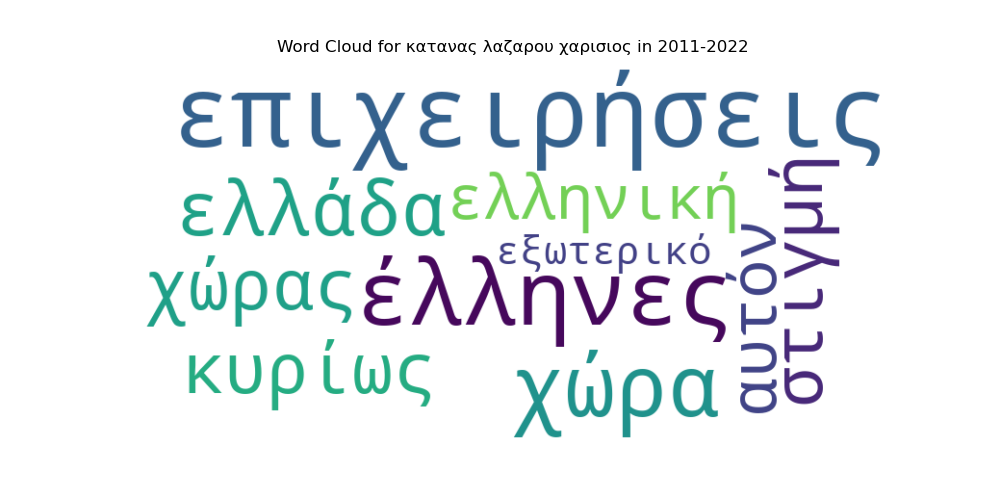 Word Cloud for κατανας λαζαρου χαρισιος in 2011-2022
επιχειρήσεις
ελλάδα
ελληνική
στιγμή
εξωτερικό
αυτόν
χώρας
έλληνες
κυρίως
χώρα